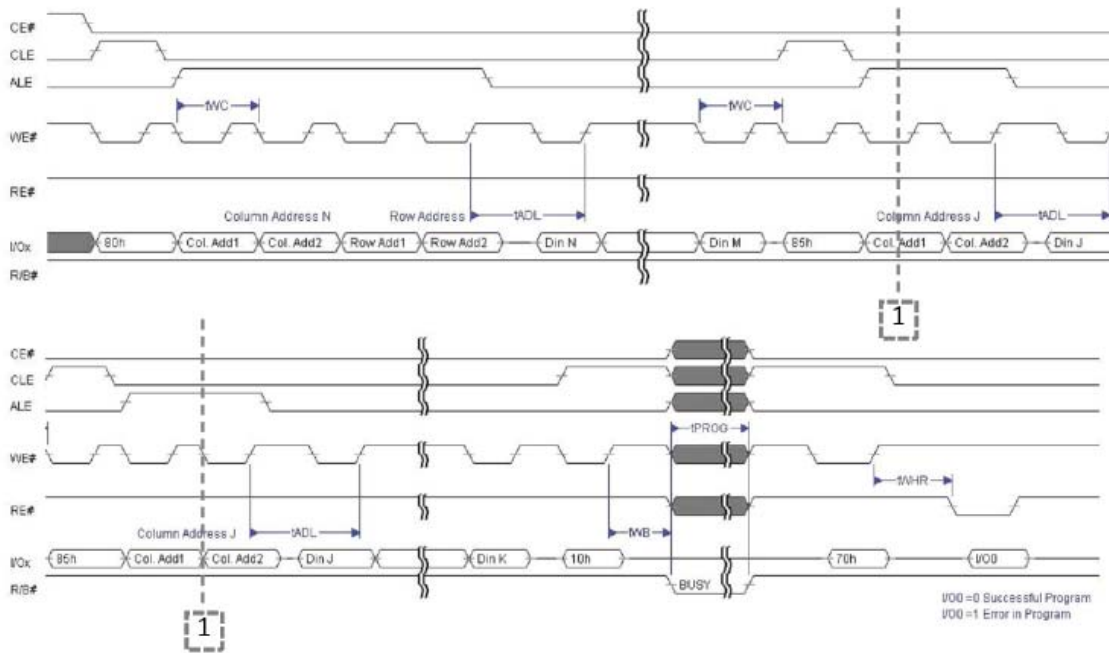 CE#
CLE
ALE
tWC
tWC
WE#
RE#
Column Address N
Row Address
tADL
Column Address J
tADL
I/Ox
80h
Col. Add1
Col. Add2
Row Add1
Row Add2
Din N
Din M
85h
Col. Add1
Col. Add2
Din J
R/B#
1
CE#
CLE
ALE
tPROG
WE#
tWHR
RE#
Column Address J
tADL
tWB
I/Ox
85h
Col. Add1
Col. Add2
Din J
Din K
10h
70h
I/O0
R/B#
BUSY
I/O0 =0 Successful Program
I/O0 =1 Error in Program
1